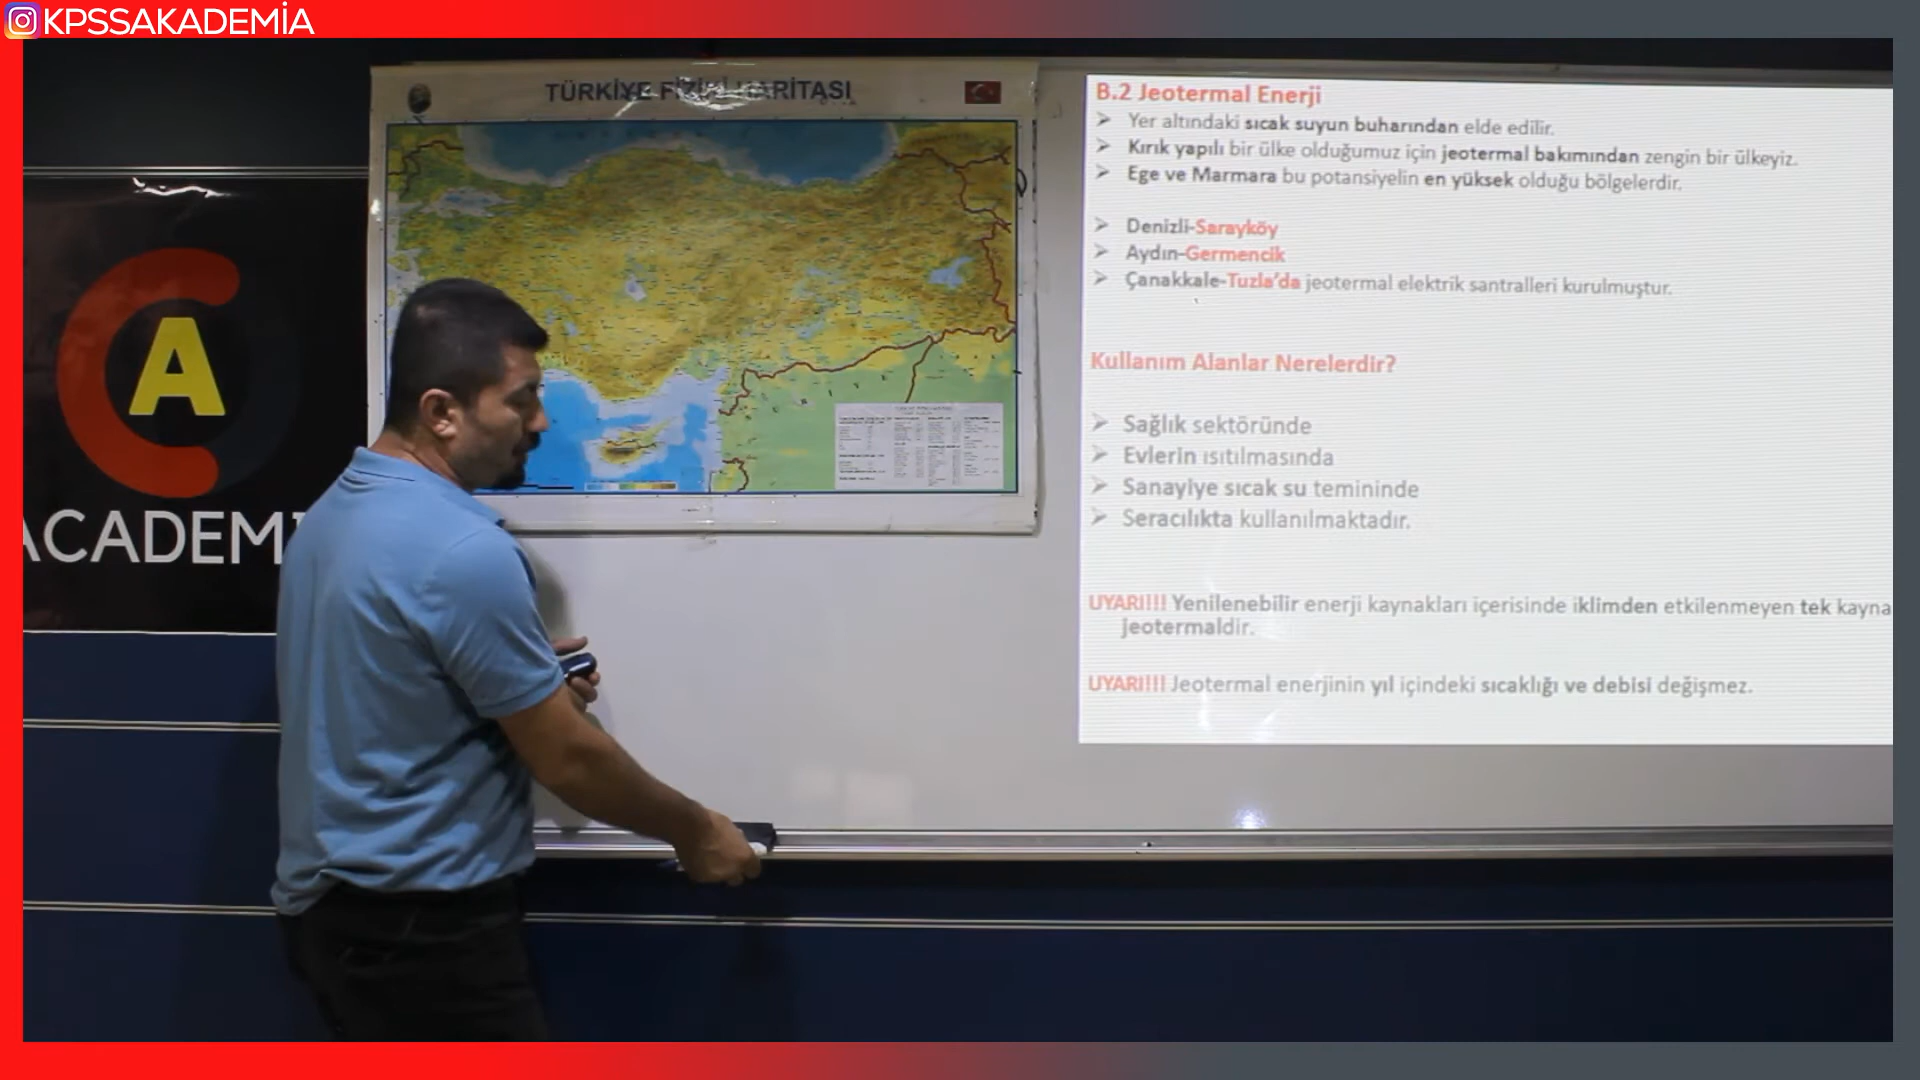 KPSSAKADEMİA
TÜRKİYE FİZİKİ HARİTASI
A
ACADEMİ
S U R İ Y E
B.2 Jeotermal Enerji
➢ Yer altındaki sıcak suyun buharından elde edilir.
➢ Kırık yapılı bir ülke olduğumuz için jeotermal bakımından zengin bir ülkeyiz.
➢ Ege ve Marmara bu potansiyelin en yüksek olduğu bölgelerdir.
➢ Denizli-Sarayköy
➢ Aydın-Germencik
➢ Çanakkale-Tuzla'da jeotermal elektrik santralleri kurulmuştur.
Kullanım Alanlar Nerelerdir?
➢ Sağlık sektöründe
➢ Evlerin ısıtılmasında
➢ Sanayiye sıcak su temininde
➢ Seracılıkta kullanılmaktadır.
UYARI!!! Yenilenebilir enerji kaynakları içerisinde iklimden etkilenmeyen tek kayna
jeotermaldir.
UYARI!!! Jeotermal enerjinin yıl içindeki sıcaklığı ve debisi değişmez.